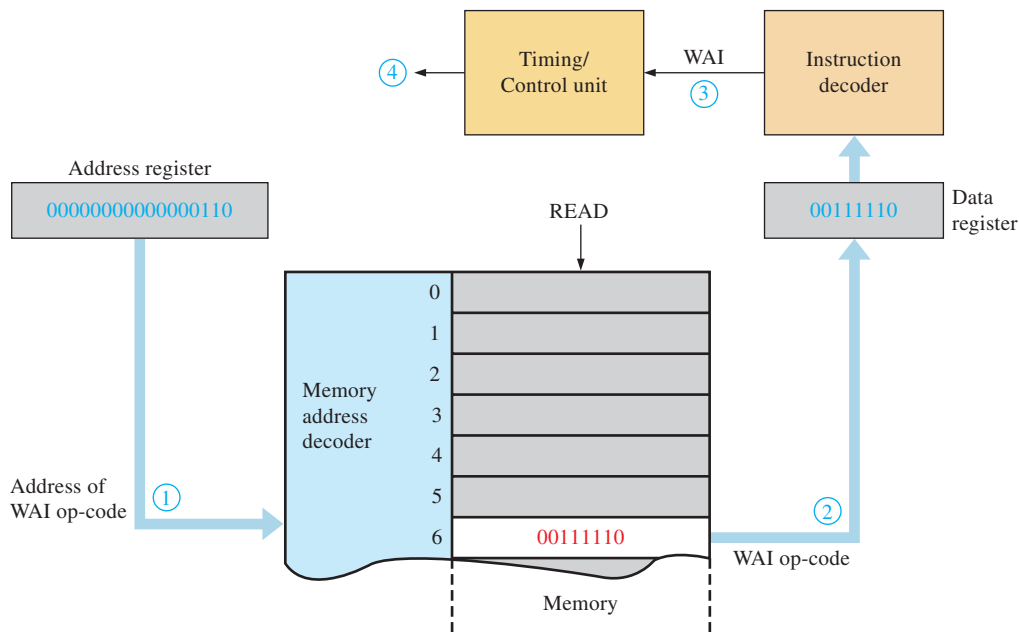 Timing/
Control unit
WAI
Instruction
decoder
4
3
Address register
00000000000000110
READ
00111110
Data
register
0
1
2
3
4
5
6
Memory
address
decoder
Address of
WAI op-code
1
00111110
2
WAI op-code
Memory